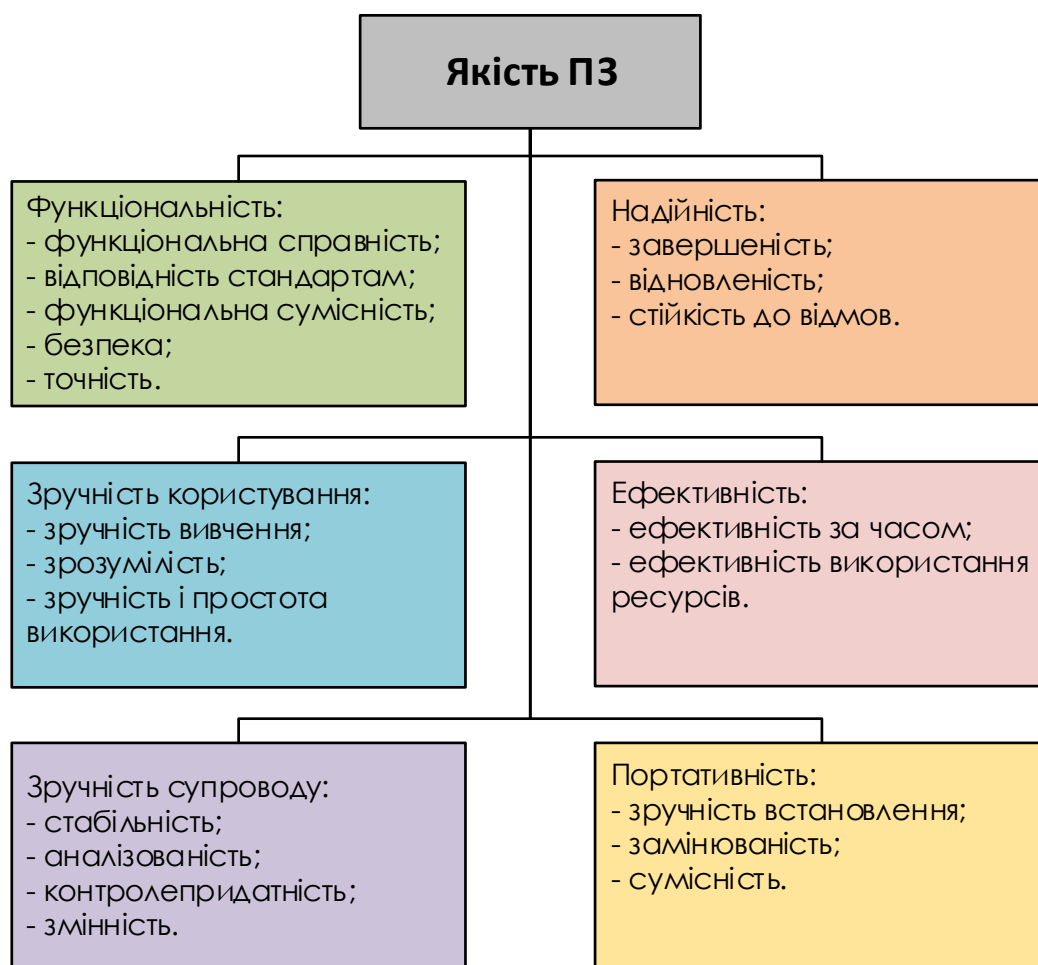 Якість ПЗ
Функціональність:
- функціональна справність;
- відповідність стандартам;
- функціональна сумісність;
- безпека;
- точність.
Надійність:
- завершеність;
- відновленість;
- стійкість до відмов.
Зручність користування:
- зручність вивчення;
- зрозумілість;
- зручність і простота
використання.
Ефективність:
- ефективність за часом;
- ефективність використання
ресурсів.
Зручність супроводу:
- стабільність;
- аналізованість;
- контролепридатність;
- змінність.
Портативність:
- зручність встановлення;
- замінюваність;
- сумісність.